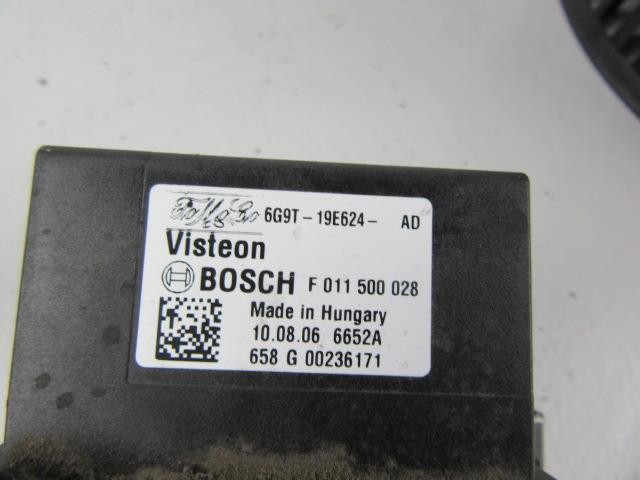 6G9T-19E624- AD
Visteon
BOSCH F 011 500 028
Made in Hungary
10.08.06 6652A
658 G 00236171